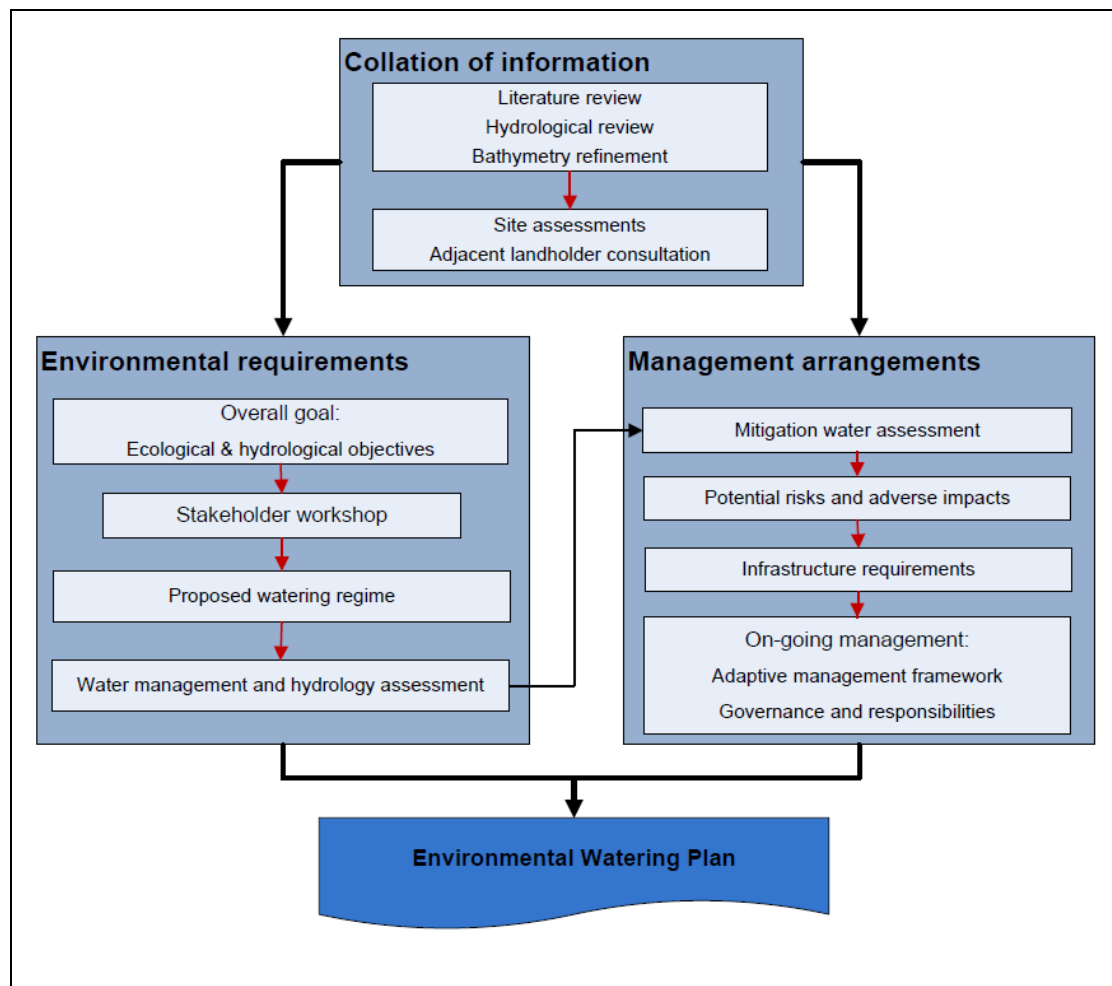 Collation of information
Literature review
Hydrological review
Bathymetry refinement
Site assessments
Adjacent landholder consultation
Environmental requirements
Overall goal:
Ecological & hydrological objectives
Stakeholder workshop
Proposed watering regime
Water management and hydrology assessment
Management arrangements
Mitigation water assessment
Potential risks and adverse impacts
Infrastructure requirements
On-going management:
Adaptive management framework
Governance and responsibilities
Environmental Watering Plan